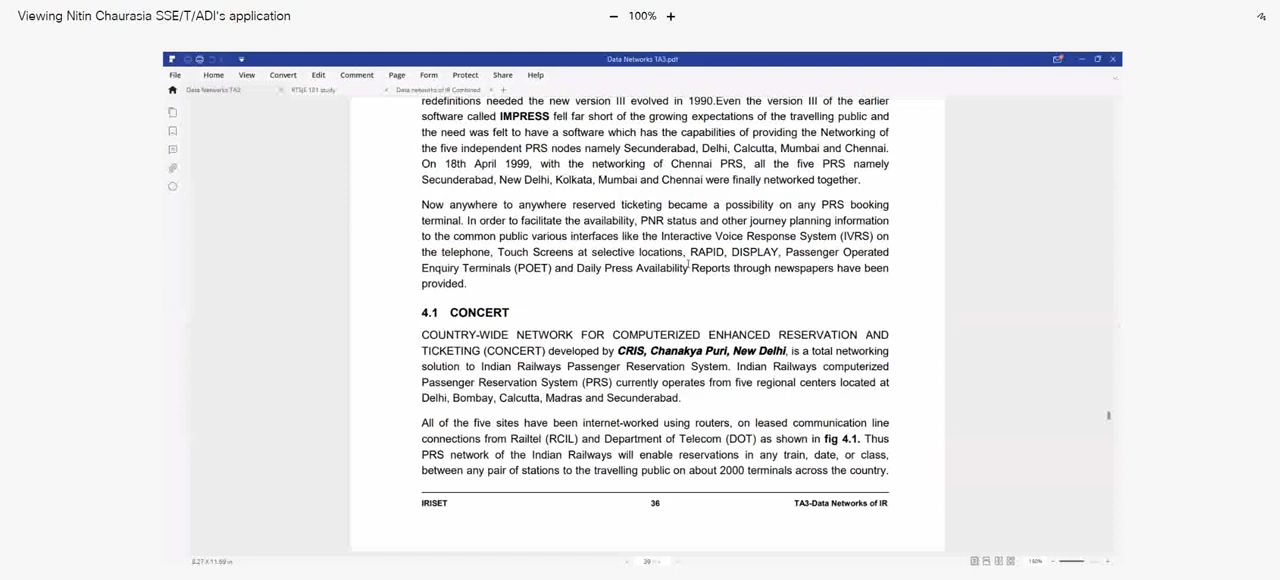 Viewing Nitin Chaurasia SSE/T/ADI's application
100%
Data Networks TA3.pdf
File Home View Convert Edit Comment Page Form Protect Share Help
Data Networks TA3 Data networks of IR Combined
redefinitions needed the new version III evolved in 1990.Even the version III of the earlier
software called IMPRESS fell far short of the growing expectations of the travelling public and
the need was felt to have a software which has the capabilities of providing the Networking of
the five independent PRS nodes namely Secunderabad, Delhi, Calcutta, Mumbai and Chennai.
On 18th April 1999, with the networking of Chennai PRS, all the five PRS namely
Secunderabad, New Delhi, Kolkata, Mumbai and Chennai were finally networked together.
Now anywhere to anywhere reserved ticketing became a possibility on any PRS booking
terminal. In order to facilitate the availability, PNR status and other journey planning information
to the common public various interfaces like the Interactive Voice Response System (IVRS) on
the telephone, Touch Screens at selective locations, RAPID, DISPLAY, Passenger Operated
Enquiry Terminals (POET) and Daily Press Availability Reports through newspapers have been
provided.
4.1 CONCERT
COUNTRY-WIDE NETWORK FOR COMPUTERIZED ENHANCED RESERVATION AND
TICKETING (CONCERT) developed by CRIS, Chanakya Puri, New Delhi, is a total networking
solution to Indian Railways Passenger Reservation System. Indian Railways computerized
Passenger Reservation System (PRS) currently operates from five regional centers located at
Delhi, Bombay, Calcutta, Madras and Secunderabad.
All of the five sites have been internet-worked using routers, on leased communication line
connections from Railtel (RCIL) and Department of Telecom (DOT) as shown in fig 4.1. Thus
PRS network of the Indian Railways will enable reservations in any train, date, or class,
between any pair of stations to the travelling public on about 2000 terminals across the country.
IRISET 36 TA3-Data Networks of IR
8.27 X 11.69 in